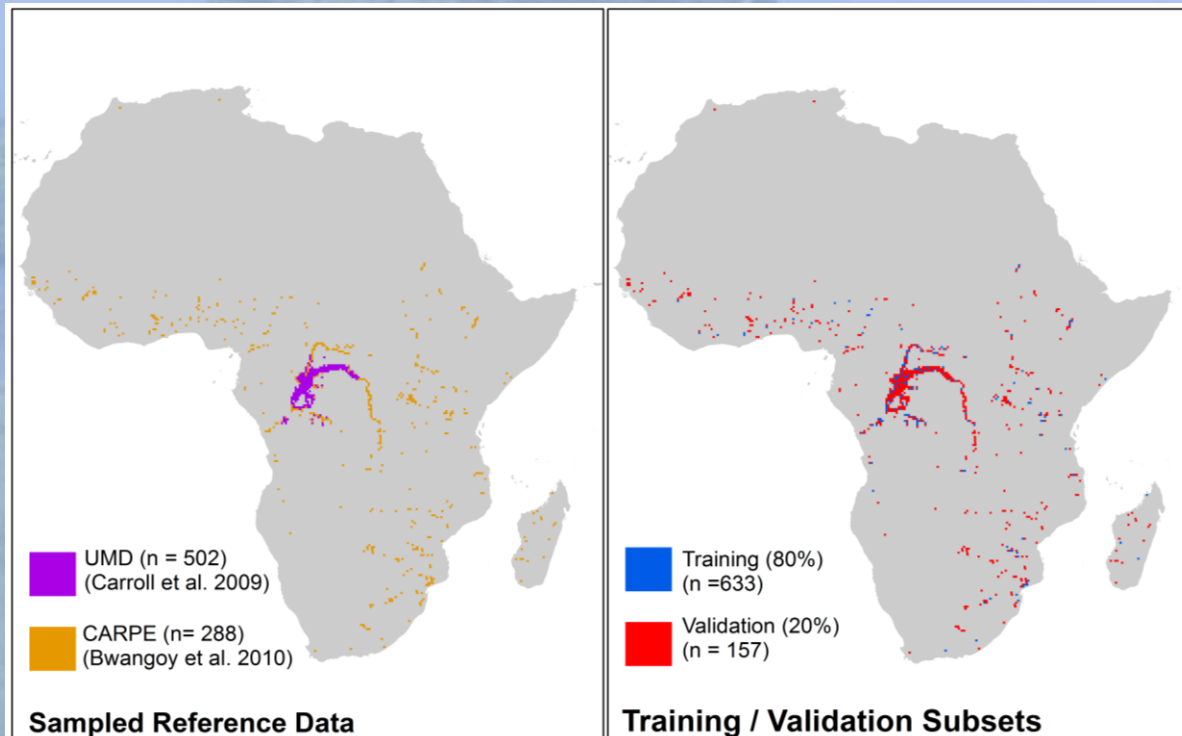 UMD (n = 502)
(Carroll et al. 2009)
CARPE (n= 288)
(Bwangoy et al. 2010)
Sampled Reference Data
Training (80%)
(n =633)
Validation (20%)
(n = 157)
Training / Validation Subsets